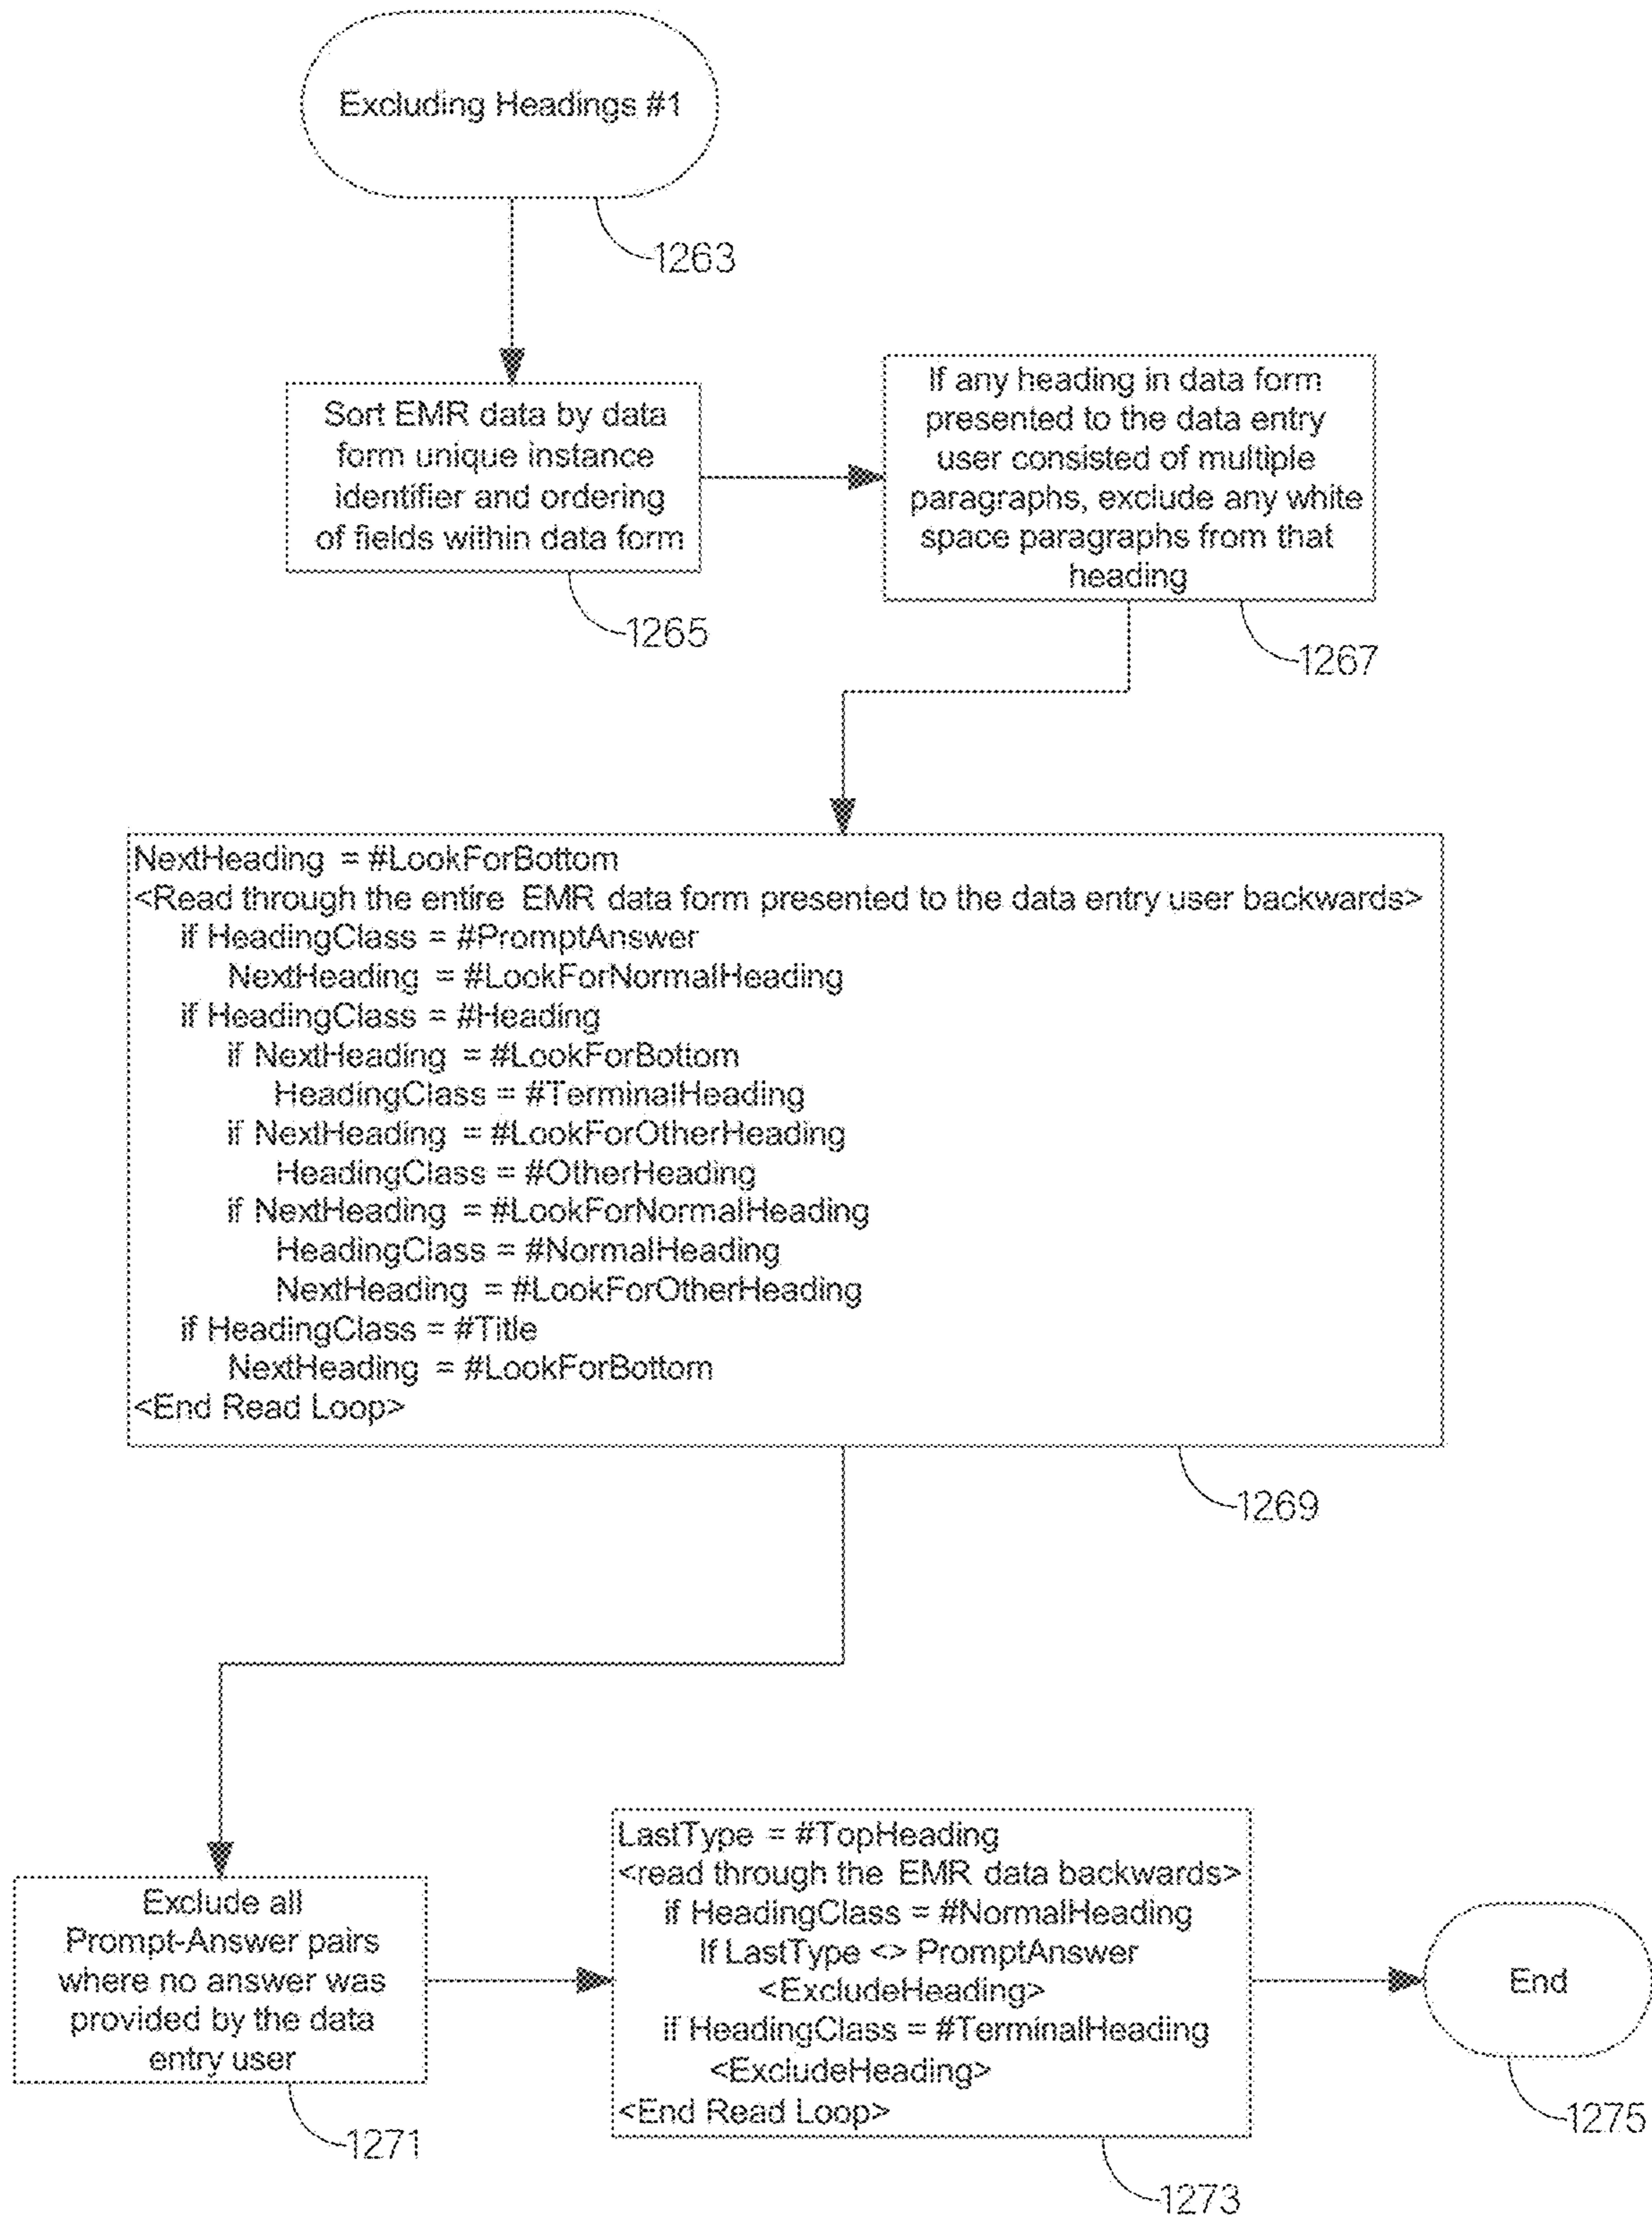 Excluding Headings #1
1263
Sort EMR data by data
form unique instance
identifier and ordering
of fields within data form
1265
If any heading in data form
presented to the data entry
user consisted of multiple
paragraphs, exclude any white
space paragraphs from that
heading
1267
NextHeading = #LookForBottom
<Read through the entire EMR data form presented to the data entry user backwards>
if HeadingClass = #PromptAnswer
NextHeading = #LookForNormalHeading
if HeadingClass = #Heading
if NextHeading = #LookForBottom
HeadingClass = #TerminalHeading
if NextHeading = #LookForOtherHeading
HeadingClass = #OtherHeading
if NextHeading = #LookForNormalHeading
HeadingClass = #NormalHeading
NextHeading = #LookForOtherHeading
if HeadingClass = #Title
NextHeading = #LookForBottom
<End Read Loop>
1269
Exclude all
Prompt-Answer pairs
where no answer was
provided by the data
entry user
1271
LastType = #TopHeading
<read through the EMR data backwards>
if HeadingClass = #NormalHeading
If LastType <> PromptAnswer
<ExcludeHeading>
if HeadingClass = #TerminalHeading
<ExcludeHeading>
<End Read Loop>
1273
End
1275